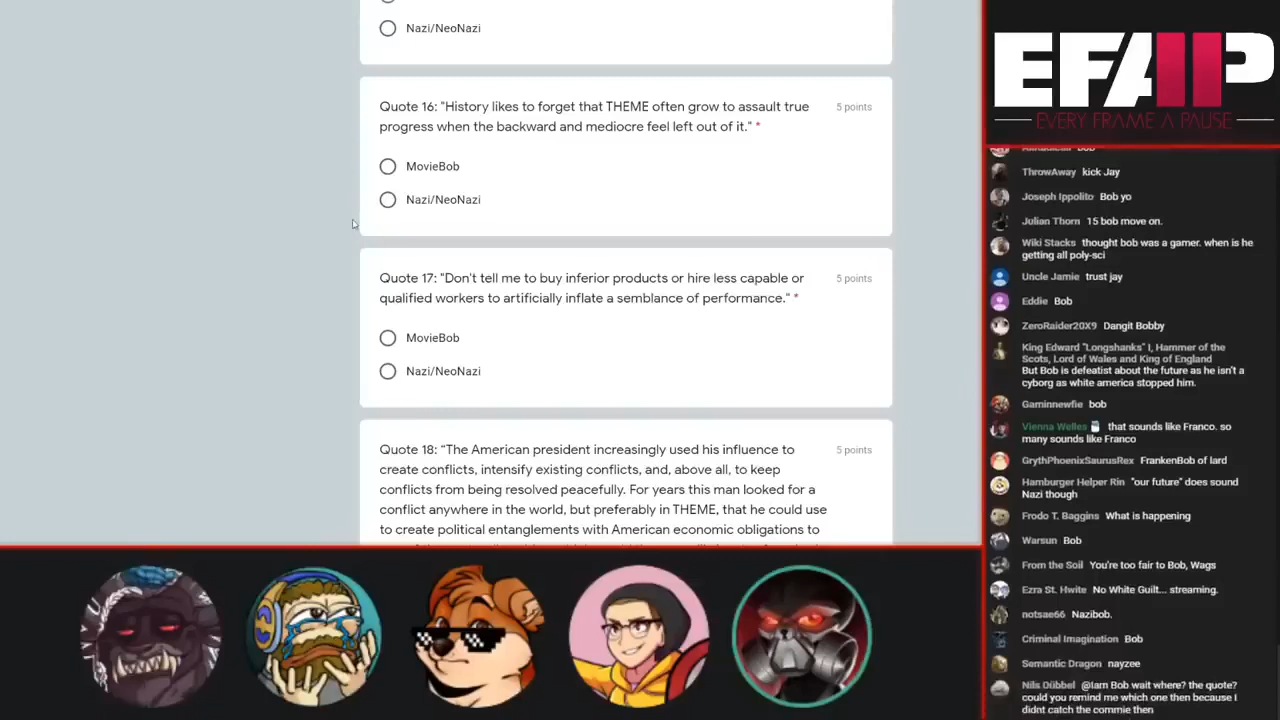 Nazi/NeoNazi
Quote 16: "History likes to forget that THEME often grow to assault true
progress when the backward and mediocre feel left out of it." *
5 points
MovieBob
Nazi/NeoNazi
Quote 17: "Don't tell me to buy inferior products or hire less capable or
qualified workers to artificially inflate a semblance of performance." *
5 points
MovieBob
Nazi/NeoNazi
Quote 18: “The American president increasingly used his influence to
create conflicts, intensify existing conflicts, and, above all, to keep
conflicts from being resolved peacefully. For years this man looked for a
conflict anywhere in the world, but preferably in THEME, that he could use
to create political entanglements with American economic obligations to
5 points
EFAP
EVERY FRAME A PAUSE
Bob
ThrowAway kick Jay
Joseph Ippolito Bob yo
Julian Thorn 15 bob move on.
Wiki Stacks thought bob was a gamer. when is he
getting all poly-sci
Uncle Jamie trust jay
Eddie Bob
ZeroRaider20X9 Dangit Bobby
King Edward "Longshanks" I, Hammer of the
Scots, Lord of Wales and King of England
But Bob is defeatist about the future as he isn't a
cyborg as white america stopped him.
Gaminnewfie bob
Vienna Welles that sounds like Franco. so
many sounds like Franco
GrythPhoenixSaurusRex FrankenBob of lard
Hamburger Helper Rin "our future" does sound
Nazi though
Frodo T. Baggins What is happening
Warsun Bob
From the Soil You're too fair to Bob, Wags
Ezra St. Hwite No White Guilt... streaming.
notsae66 Nazibob.
Criminal Imagination Bob
Semantic Dragon nayzee
Nils Dübbel @Iam Bob wait where? the quote?
could you remind me which one then because I
didnt catch the commie then